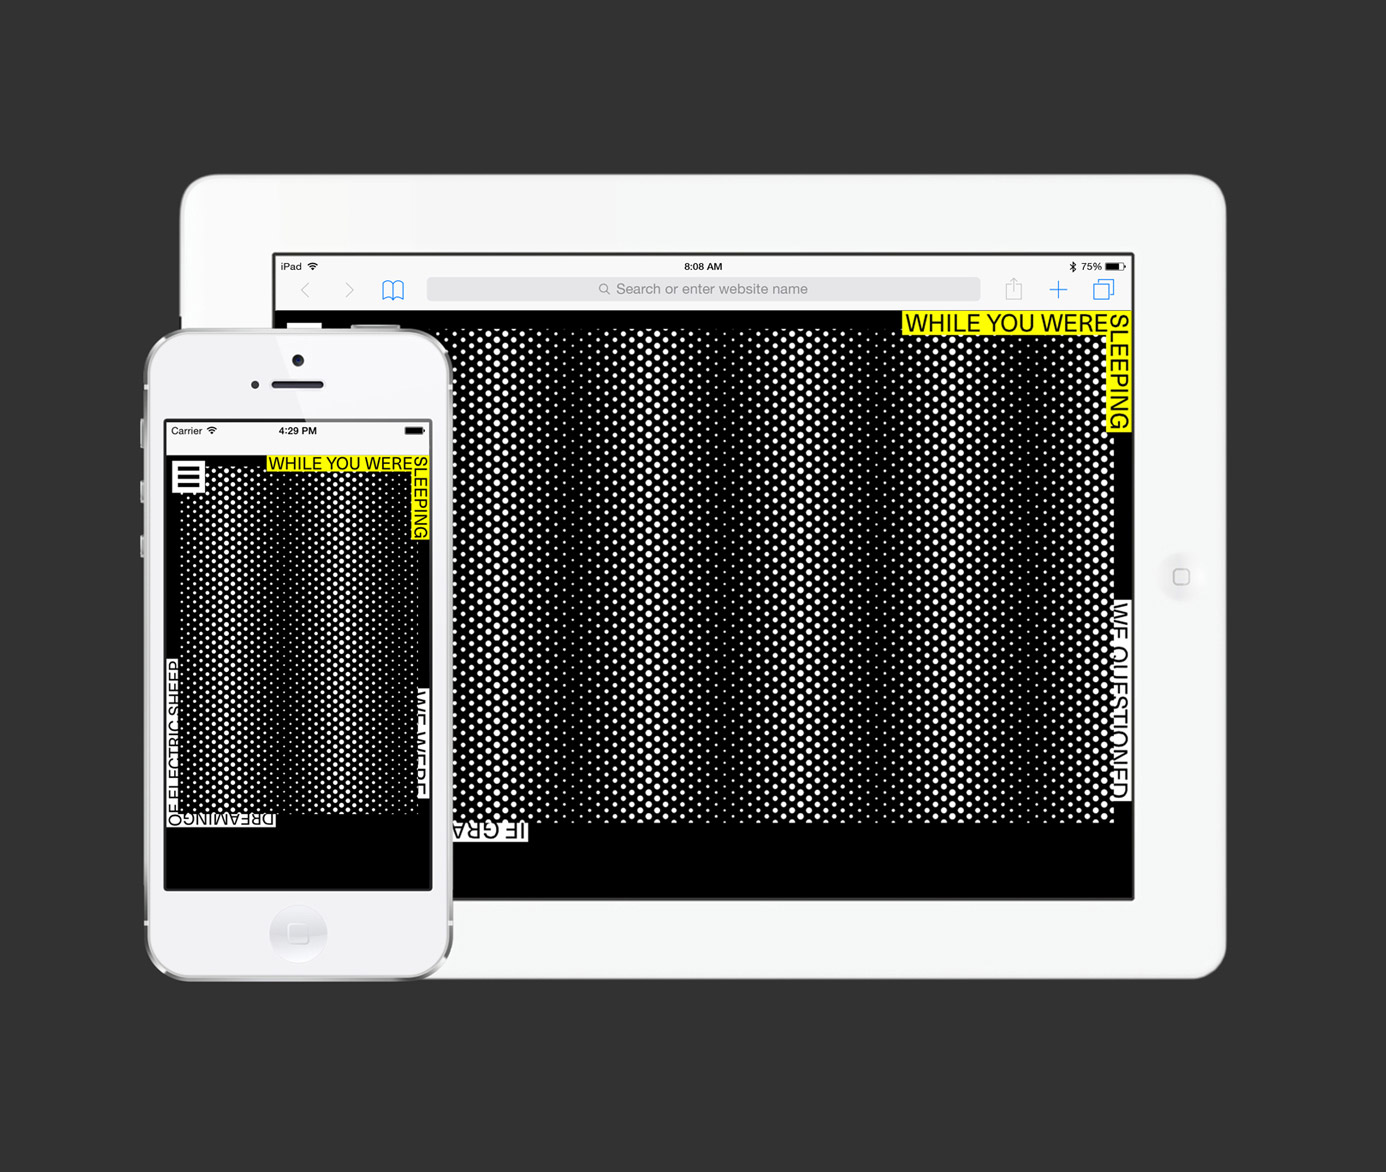 iPad
8:08 AM
75%
Search or enter website name
WHILE YOU WERE
SLEEPING
WE QUESTIONED
IF GRA
Carrier
4:29 PM
WHILE YOU WERE
SLEEPING
WE WERE
DREAMING
OF ELECTRIC SHEEP